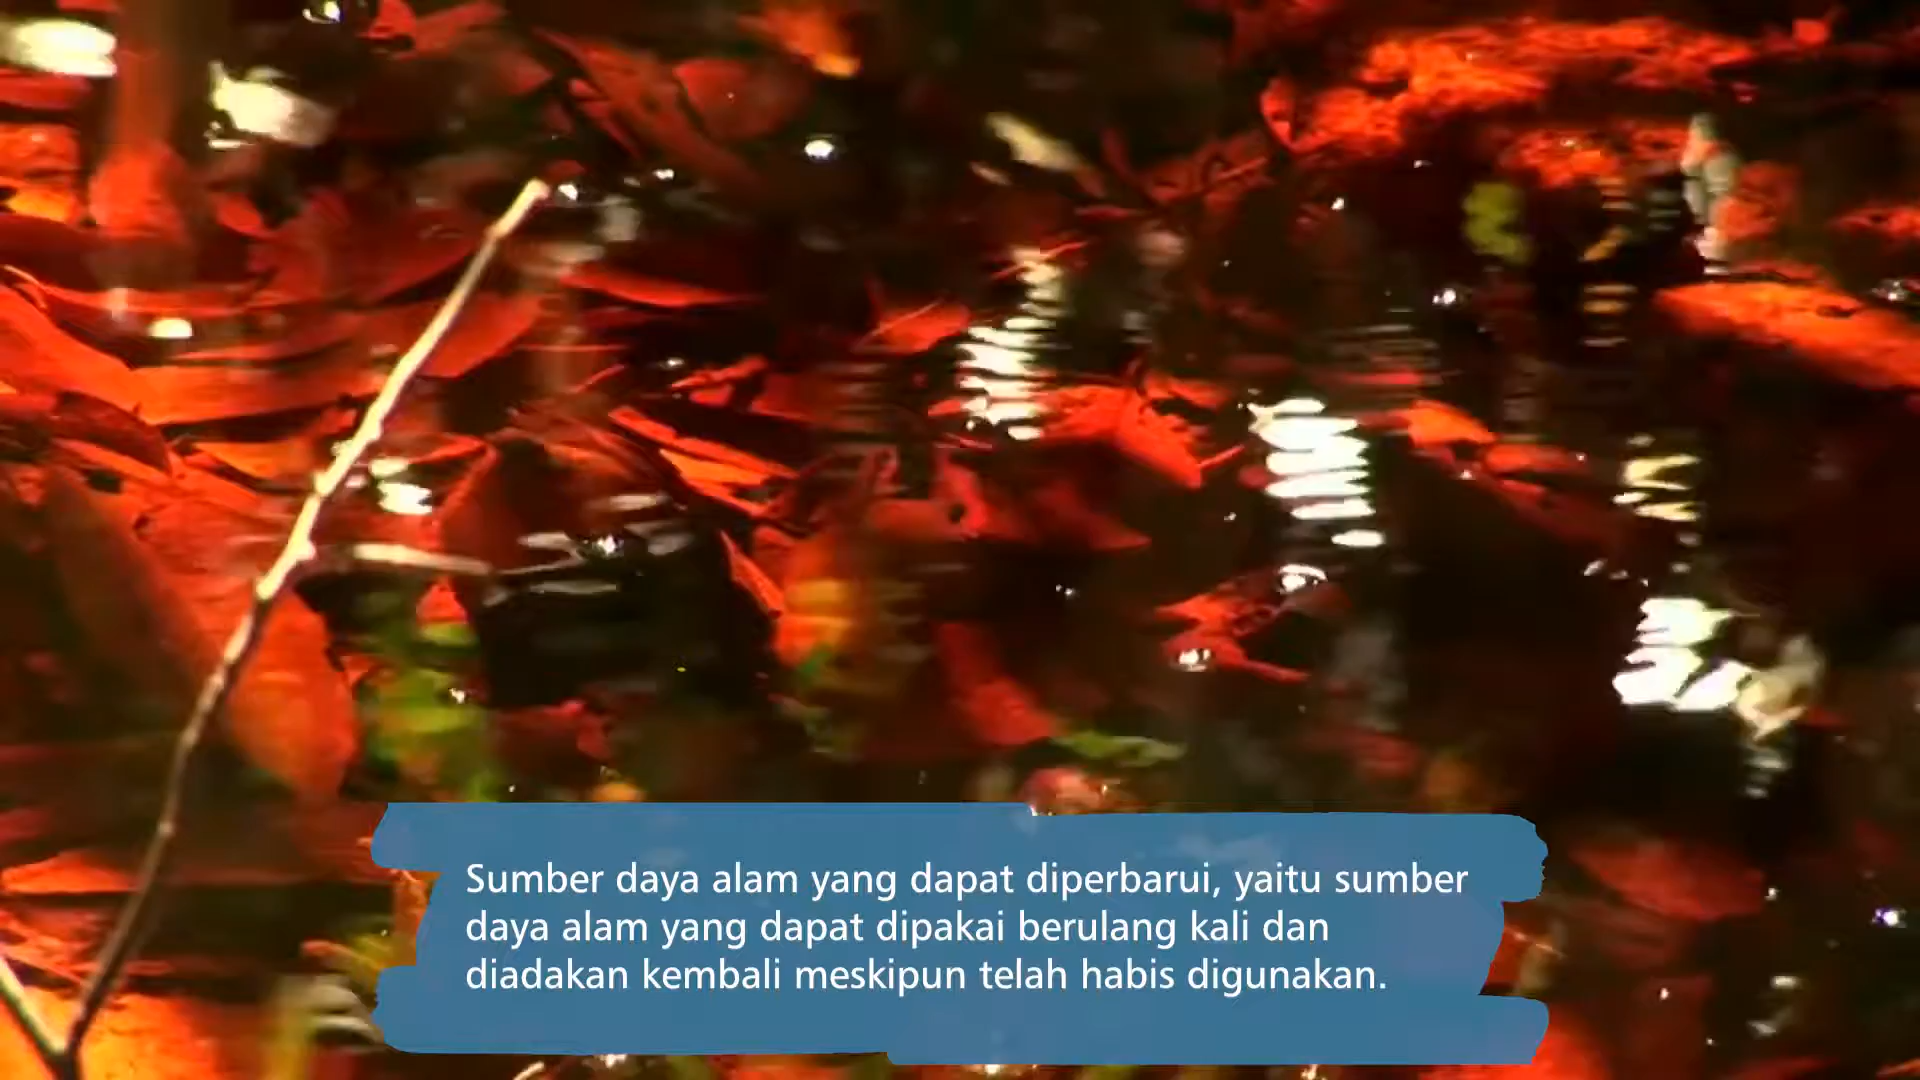 Sumber daya alam yang dapat diperbarui, yaitu sumber
daya alam yang dapat dipakai berulang kali dan
diadakan kembali meskipun telah habis digunakan.